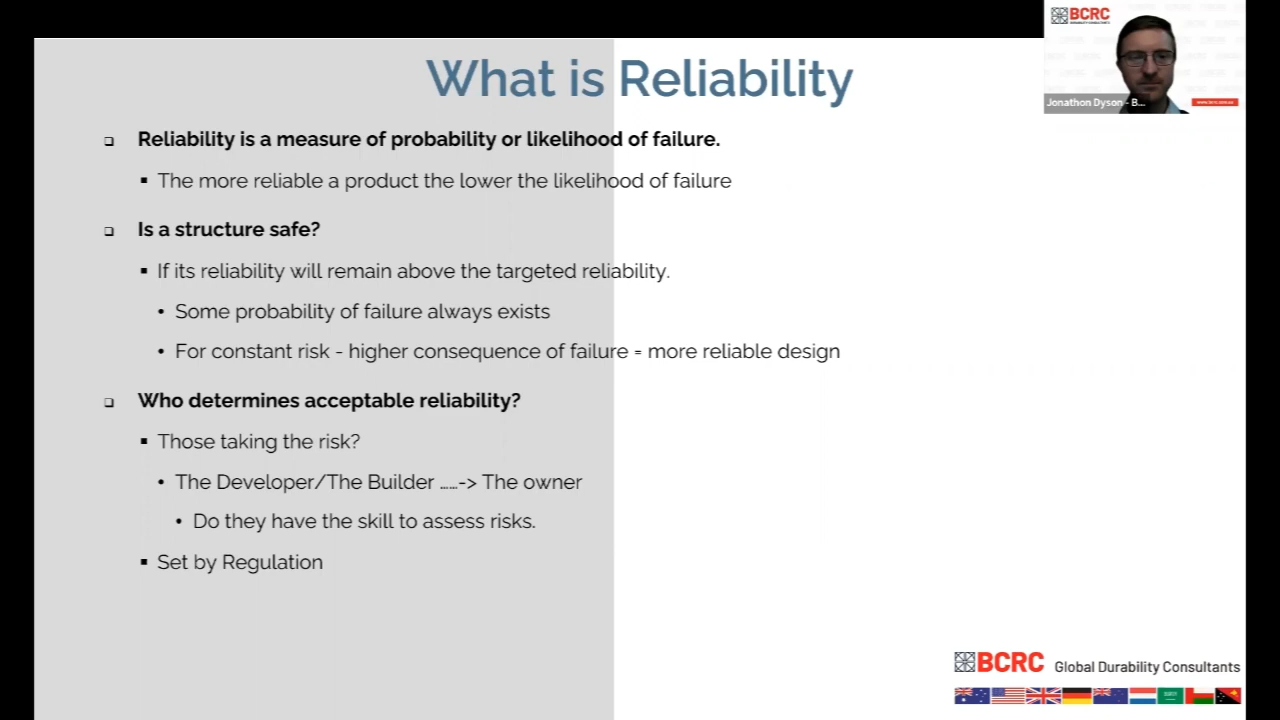 What is Reliability
Reliability is a measure of probability or likelihood of failure.
The more reliable a product the lower the likelihood of failure
Is a structure safe?
If its reliability will remain above the targeted reliability.
Some probability of failure always exists
For constant risk - higher consequence of failure = more reliable design
Who determines acceptable reliability?
Those taking the risk?
The Developer/The Builder ……-> The owner
Do they have the skill to assess risks.
Set by Regulation
BCRC
Jonathon Dyson - B...
BCRC Global Durability Consultants